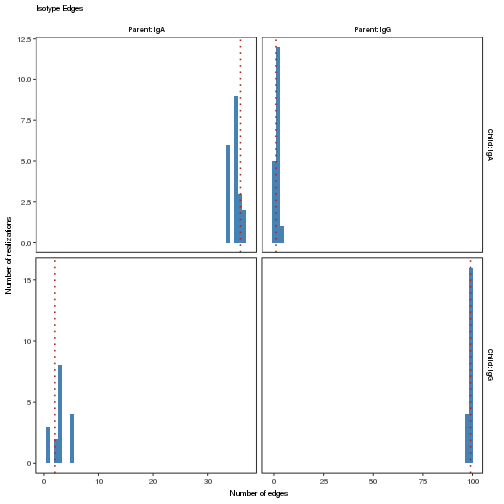 Isotype Edges
Parent:IgA
Parent:IgG
12.5
10.0
7.5
5.0
2.5
0.0
Child:IgA
Number of realizations
15
10
5
0
Child:IgG
0
10
20
30
0
25
50
75
100
Number of edges